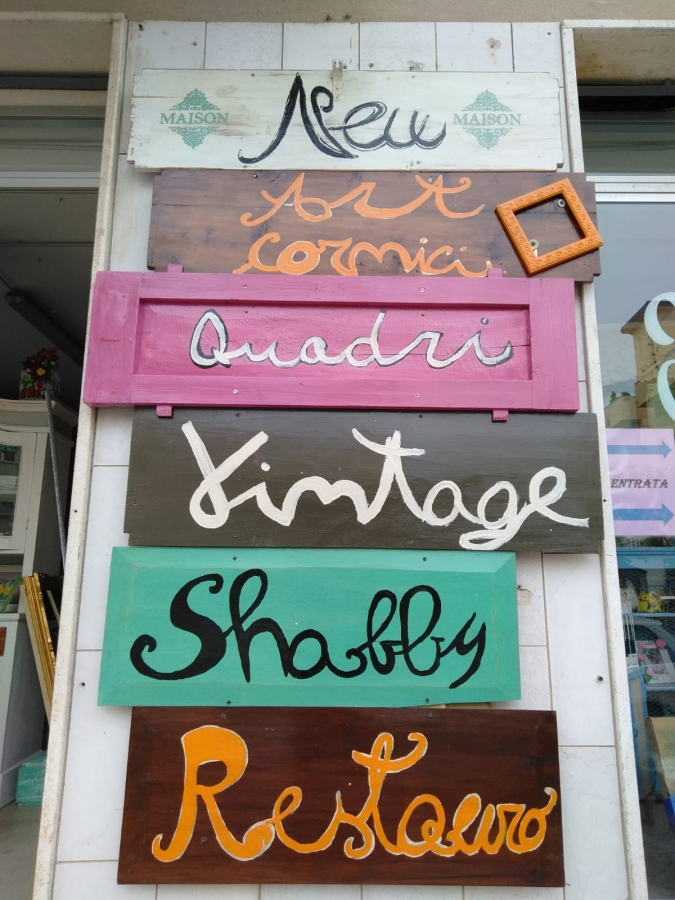 MAISON New MAISON
Art
cornici
Quadri
Vintage
Shabby
Restauro
ENTRATA